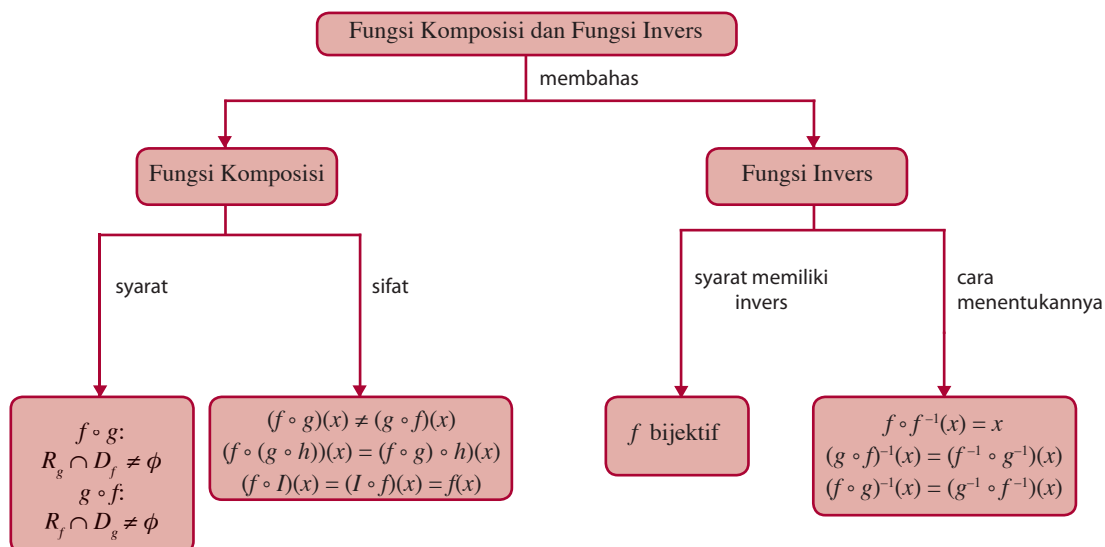 Fungsi Komposisi dan Fungsi Invers
membahas
Fungsi Komposisi
Fungsi Invers
syarat
sifat
syarat memiliki
invers
cara
menentukannya
f ∘ g:
R_g ∩ D_f ≠ ϕ
g ∘ f:
R_f ∩ D_g ≠ ϕ
(f ∘ g)(x) ≠ (g ∘ f)(x)
(f ∘ (g ∘ h))(x) = (f ∘ g) ∘ h)(x)
(f ∘ I)(x) = (I ∘ f)(x) = f(x)
f bijektif
f ∘ f⁻¹(x) = x
(g ∘ f)⁻¹(x) = (f⁻¹ ∘ g⁻¹)(x)
(f ∘ g)⁻¹(x) = (g⁻¹ ∘ f⁻¹)(x)